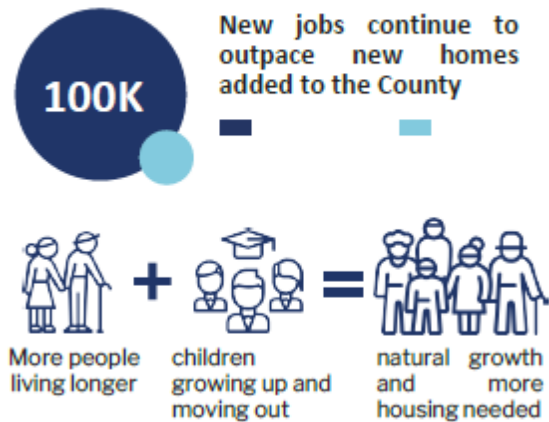 100K
New jobs continue to
outpace new homes
added to the County
More people
living longer
children
growing up and
moving out
natural growth
and more
housing needed